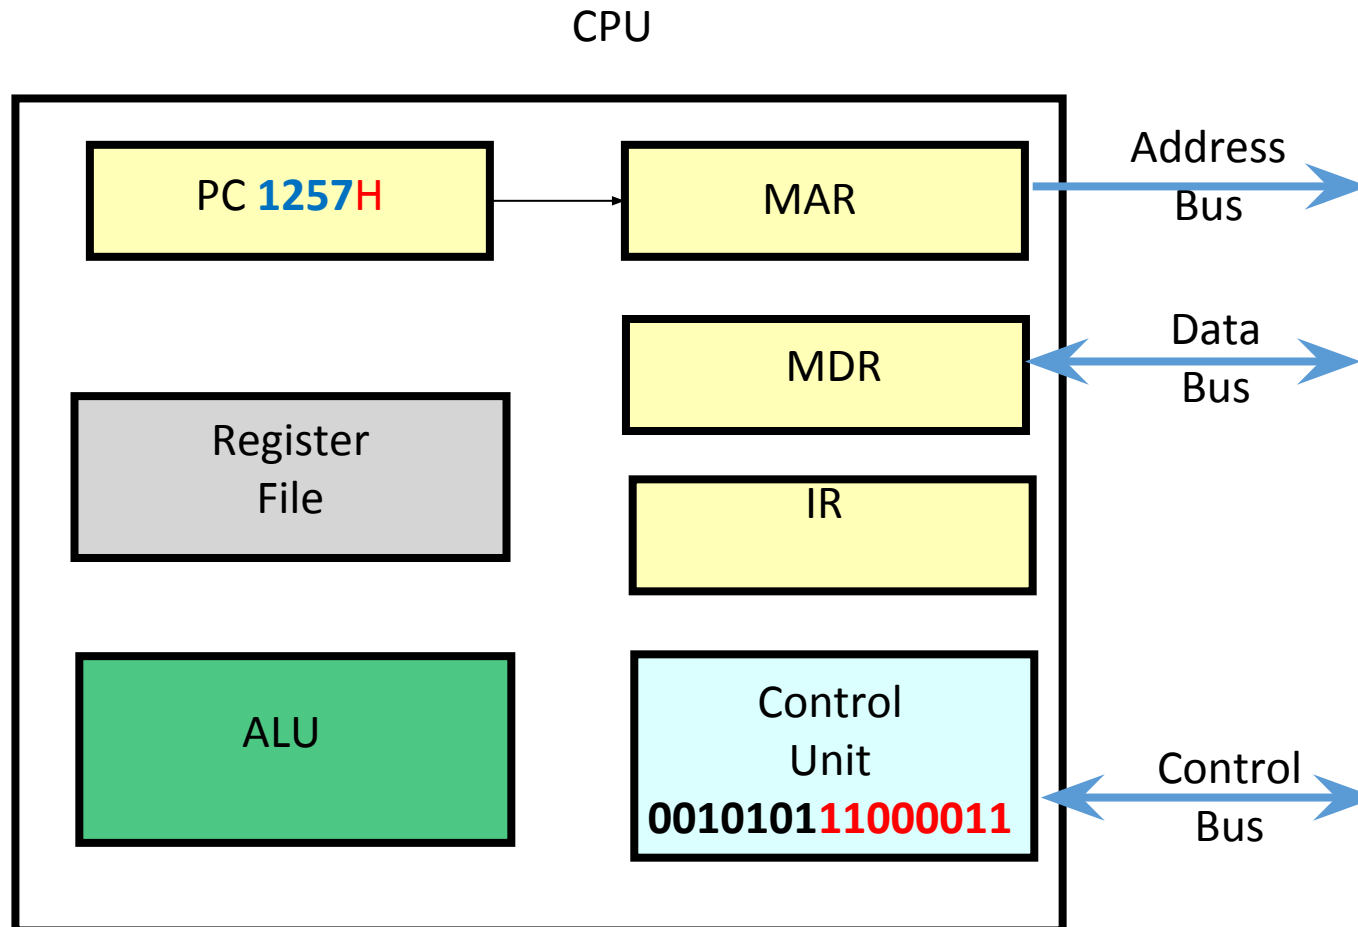 CPU
PC 1257H
MAR
Address
Bus
MDR
Data
Bus
Register
File
IR
ALU
Control
Unit
001010111000011
Control
Bus